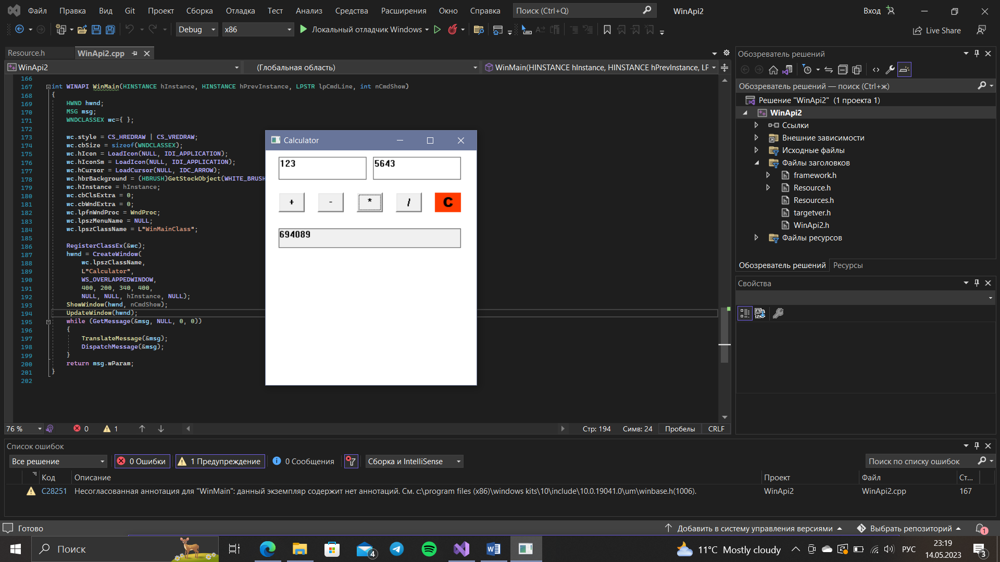 Файл Правка Вид Git Проект Сборка Отладка Тест Анализ Средства Расширения Окно Справка Поиск (Ctrl+Q) WinApi2 Вход
Debug x86 Локальный отладчик Windows Live Share
Resource.h WinApi2.cpp
WinApi2 (Глобальная область) WinMain(HINSTANCE hInstance, HINSTANCE hPrevInstance, LP
166
167 int WINAPI WinMain(HINSTANCE hInstance, HINSTANCE hPrevInstance, LPSTR lpCmdLine, int nCmdShow)
168 {
169 HWND hwnd;
170 MSG msg;
171 WNDCLASSEX wc={ };
172
173 wc.style = CS_HREDRAW | CS_VREDRAW;
174 wc.cbSize = sizeof(WNDCLASSEX);
175 wc.hIcon = LoadIcon(NULL, IDI_APPLICATION);
176 wc.hIconSm = LoadIcon(NULL, IDI_APPLICATION);
177 wc.hCursor = LoadCursor(NULL, IDC_ARROW);
178 wc.hbrBackground = (HBRUSH)GetStockObject(WHITE_BRUSH
179 wc.hInstance = hInstance;
180 wc.cbClsExtra = 0;
181 wc.cbWndExtra = 0;
182 wc.lpfnWndProc = WndProc;
183 wc.lpszMenuName = NULL;
184 wc.lpszClassName = L"WinMainClass";
185
186 RegisterClassEx(&wc);
187 hwnd = CreateWindow(
188 wc.lpszClassName,
189 L"Calculator",
190 WS_OVERLAPPEDWINDOW,
191 400, 200, 340, 400,
192 NULL, NULL, hInstance, NULL);
193 ShowWindow(hwnd, nCmdShow);
194 UpdateWindow(hwnd);
195 while (GetMessage(&msg, NULL, 0, 0))
196 {
197 TranslateMessage(&msg);
198 DispatchMessage(&msg);
199 }
200 return msg.wParam;
201 }
202
Calculator
123 5643
+ - * / C
694089
76 % 0 1 Стр: 194 Симв: 24 Пробелы CRLF
Обозреватель решений
Обозреватель решений — поиск (Ctrl+ж)
Решение "WinApi2" (1 проекта 1)
WinApi2
Ссылки
Внешние зависимости
Исходные файлы
Файлы заголовков
framework.h
Resource.h
Resources.h
targetver.h
WinApi2.h
Файлы ресурсов
Обозреватель решений Ресурсы
Свойства
Список ошибок
Все решение 0 Ошибки 1 Предупреждение 0 Сообщения Сборка и IntelliSense Поиск по списку ошибок
Код Описание Проект Файл Ст...
C28251 Несогласованная аннотация для "WinMain": данный экземпляр содержит нет аннотаций. См. c:\program files (x86)\windows kits\10\include\10.0.19041.0\um\winbase.h(1006). WinApi2 WinApi2.cpp 167
Готово Добавить в систему управления версиями Выбрать репозиторий 1
Поиск 4 11°C Mostly cloudy РУС 23:19
14.05.2023 3